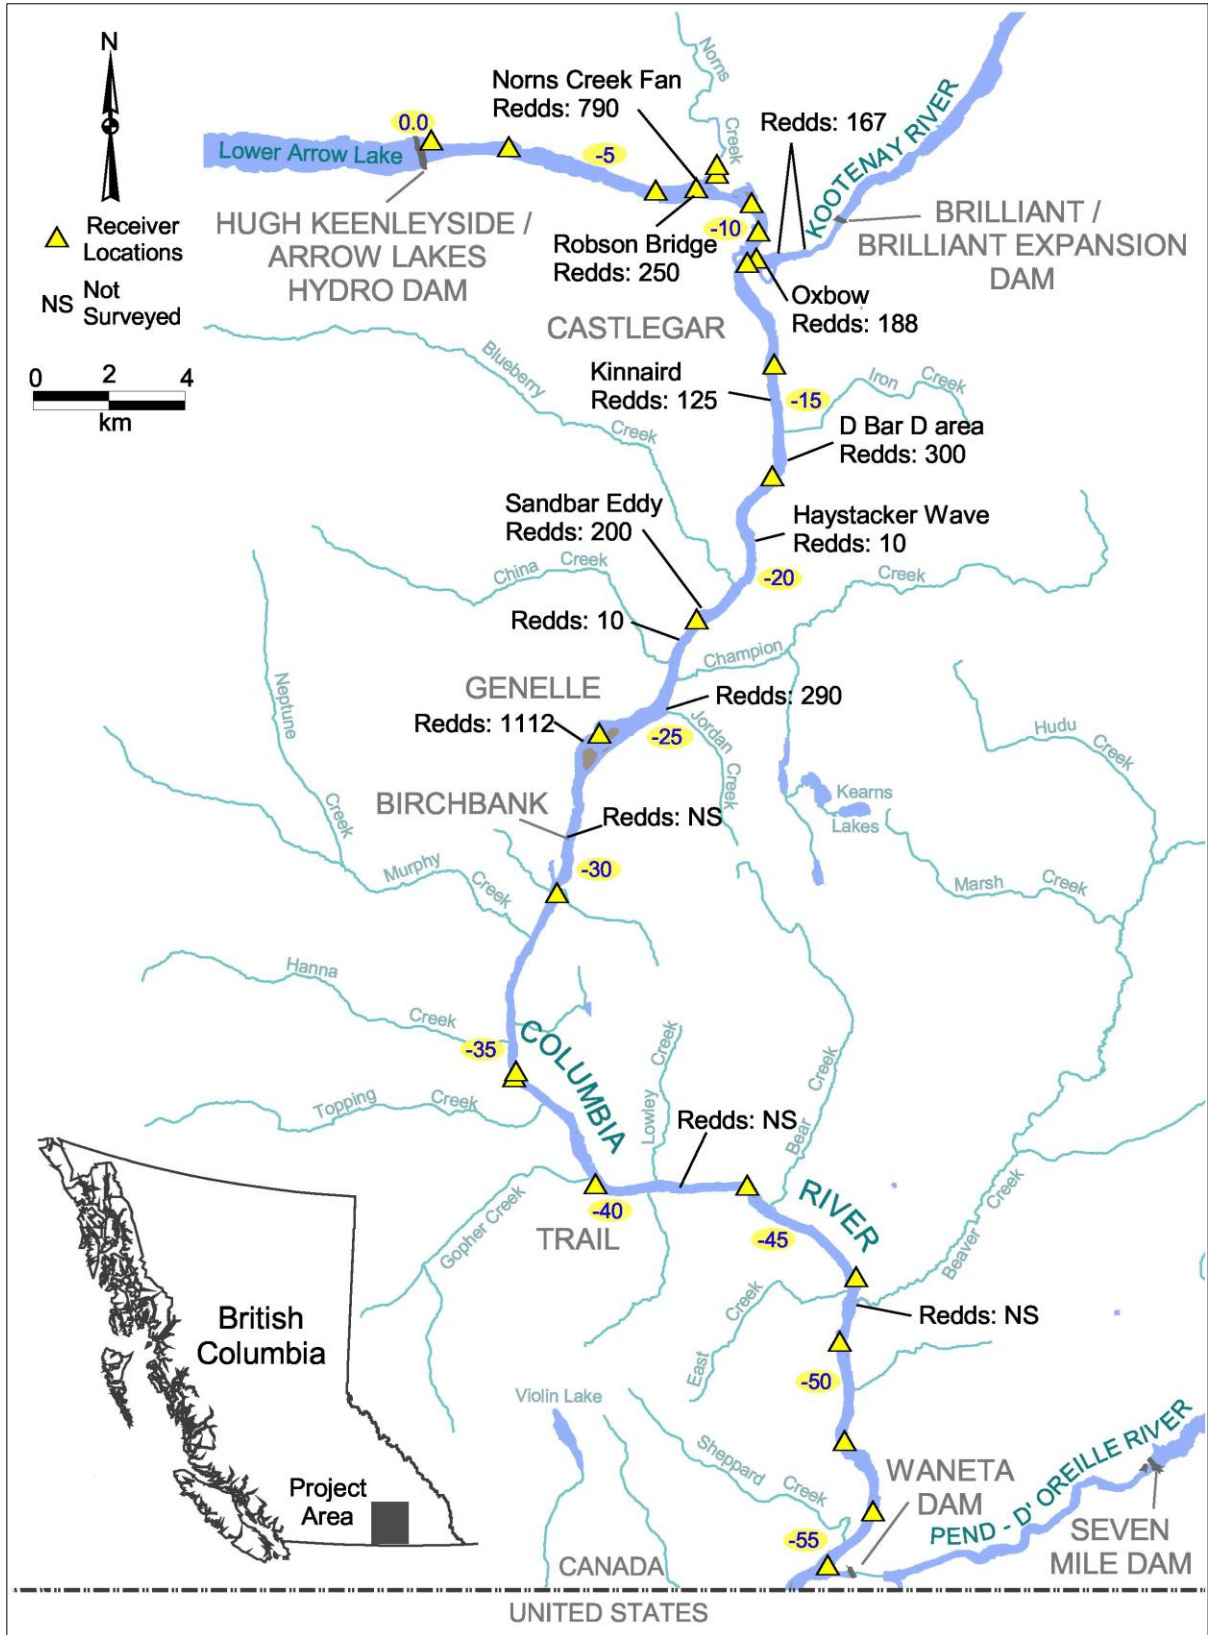 N
Receiver
Locations
NS Not
Surveyed
0 2 4
km
0.0
Lower Arrow Lake
HUGH KEENLEYSIDE /
ARROW LAKES
HYDRO DAM
-5
Norns Creek Fan
Redds: 790
Norns
Creek
Redds: 167
KOOTENAY RIVER
BRILLIANT /
BRILLIANT EXPANSION
DAM
-10
Robson Bridge
Redds: 250
Oxbow
Redds: 188
CASTLEGAR
Blueberry
Creek
Kinnaird
Redds: 125
-15
Iron Creek
D Bar D area
Redds: 300
Sandbar Eddy
Redds: 200
Haystacker Wave
Redds: 10
China Creek
-20
Creek
Champion
Redds: 10
GENELLE
Redds: 290
Redds: 1112
-25
Jordan
Creek
Neptune
Creek
Hudu
Creek
Kearns
Lakes
BIRCHBANK
Redds: NS
-30
Murphy
Creek
Marsh Creek
Hanna
Creek
-35
COLUMBIA
Topping Creek
Lowley Creek
Redds: NS
Bear Creek
RIVER
Gopher Creek
-40
TRAIL
-45
Beaver Creek
East Creek
Redds: NS
-50
Violin Lake
Sheppard
Creek
WANETA
DAM
PEND - D' OREILLE RIVER
SEVEN
MILE DAM
-55
British
Columbia
Project
Area
CANADA
UNITED STATES